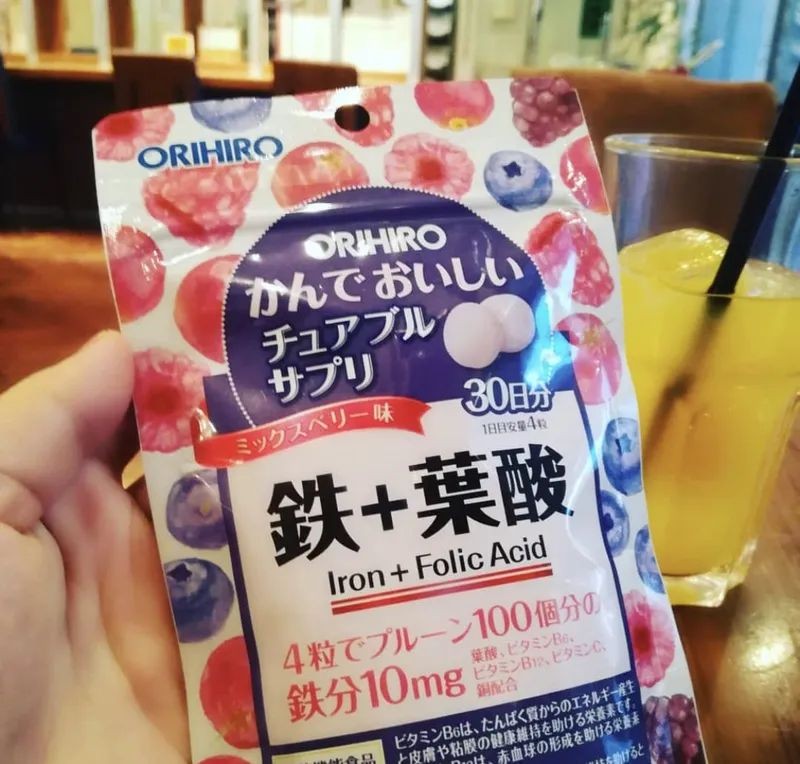 ORIHIRO
ORIHIRO
かんでおいしい
チュアブル
サプリ
30日分
1日目安量4粒
ミックスベリー味
鉄+葉酸
Iron + Folic Acid
4粒でプルーン100個分の
鉄分10mg
葉酸、ビタミンB6、
ビタミンB12、ビタミンC、
銅配合
ビタミンB6は、たんぱく質からのエネルギー産生
と皮膚や粘膜の健康維持を助ける栄養素です。
は、赤血球の形成を助ける栄養素
機能食品